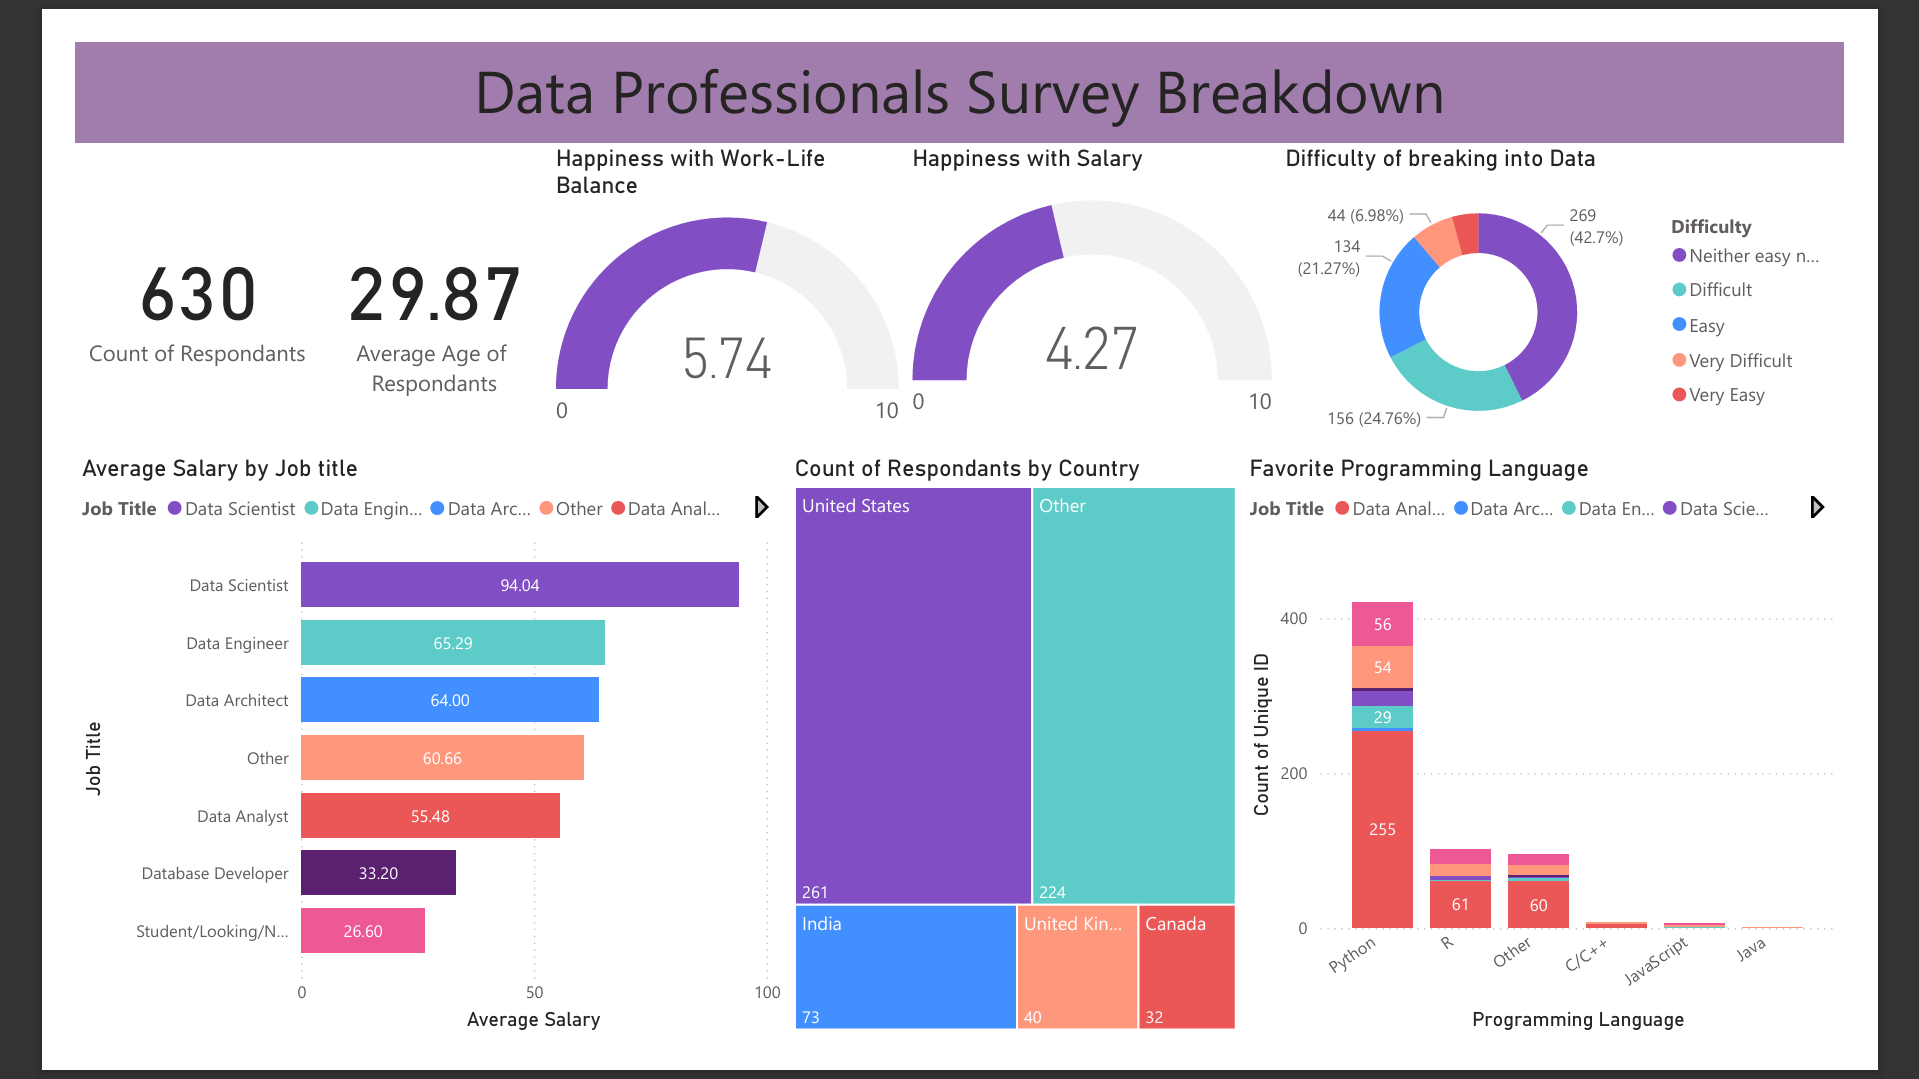 Data Professionals Survey Breakdown
630
Count of Respondants
29.87
Average Age of
Respondants
Happiness with Work-Life
Balance
5.74
0
10
Happiness with Salary
4.27
0
10
Difficulty of breaking into Data
44 (6.98%)
134
(21.27%)
156 (24.76%)
269
(42.7%)
Difficulty
Neither easy n...
Difficult
Easy
Very Difficult
Very Easy
Average Salary by Job title
Job Title Data Scientist Data Engin... Data Arc... Other Data Anal...
Job Title
Data Scientist 94.04
Data Engineer 65.29
Data Architect 64.00
Other 60.66
Data Analyst 55.48
Database Developer 33.20
Student/Looking/N... 26.60
0 50 100
Average Salary
Count of Respondants by Country
United States
261
Other
224
India
73
United Kin...
40
Canada
32
Favorite Programming Language
Job Title Data Anal... Data Arc... Data En... Data Scie...
Count of Unique ID
400
200
0
56
54
29
255
61
60
Python R Other C/C++ JavaScript Java
Programming Language